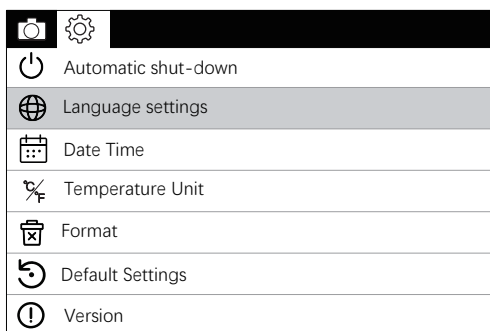 Automatic shut-down
Language settings
Date Time
°C/°F Temperature Unit
Format
Default Settings
Version